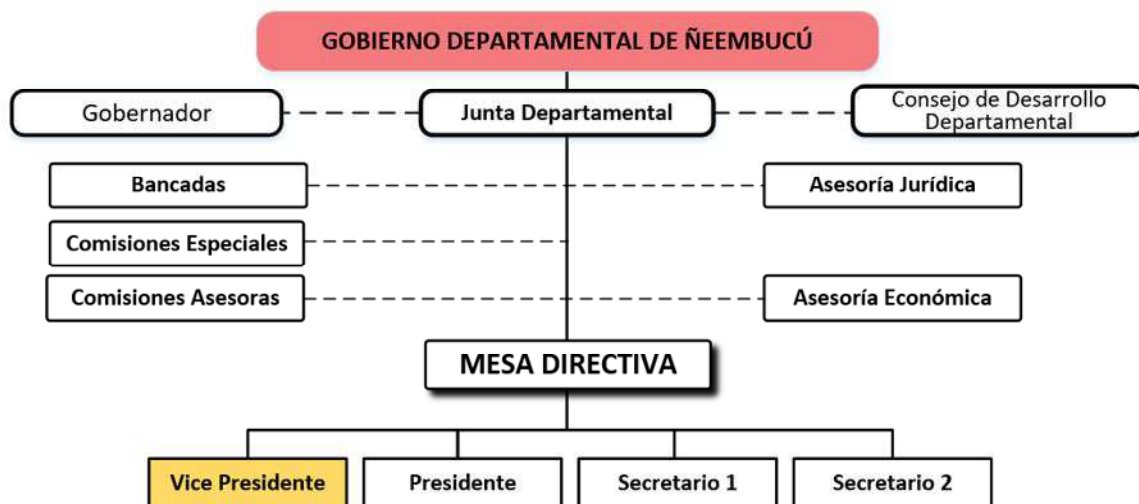 GOBIERNO DEPARTAMENTAL DE ÑEEMBUCÚ
Gobernador
Junta Departamental
Consejo de Desarrollo
Departamental
Bancadas
Asesoría Jurídica
Comisiones Especiales
Comisiones Asesoras
Asesoría Económica
MESA DIRECTIVA
Vice Presidente
Presidente
Secretario 1
Secretario 2